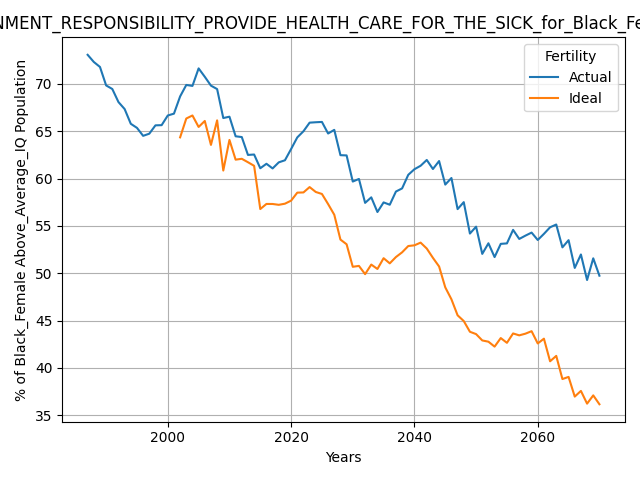 NMENT_RESPONSIBILITY_PROVIDE_HEALTH_CARE_FOR_THE_SICK_for_Black_Fe
Fertility
Actual
Ideal
% of Black_Female Above_Average_IQ Population
70
65
60
55
50
45
40
35
2000
2020
2040
2060
Years